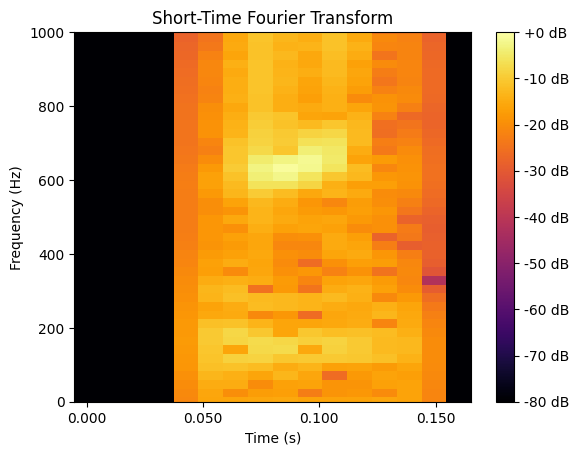 Short-Time Fourier Transform
1000
800
600
400
200
0
Frequency (Hz)
0.000
0.050
0.100
0.150
Time (s)
+0 dB
-10 dB
-20 dB
-30 dB
-40 dB
-50 dB
-60 dB
-70 dB
-80 dB